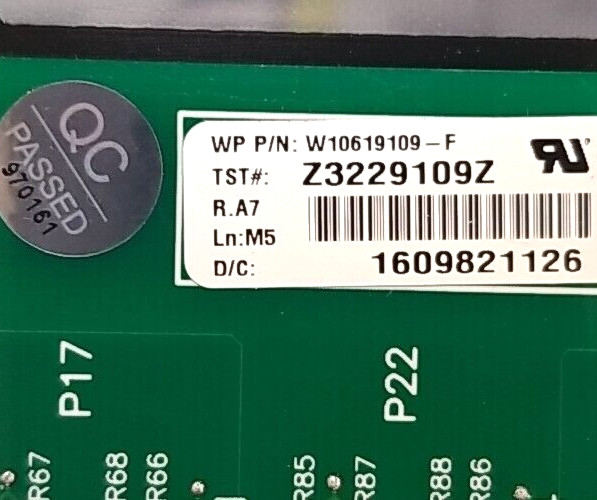 QC
PASSED
970161
WP P/N: W10619109-F
TST#: Z3229109Z
R.A7
Ln:M5
D/C: 1609821126
P17
P22
R67
R68
R66
R85
R87
R88
R86